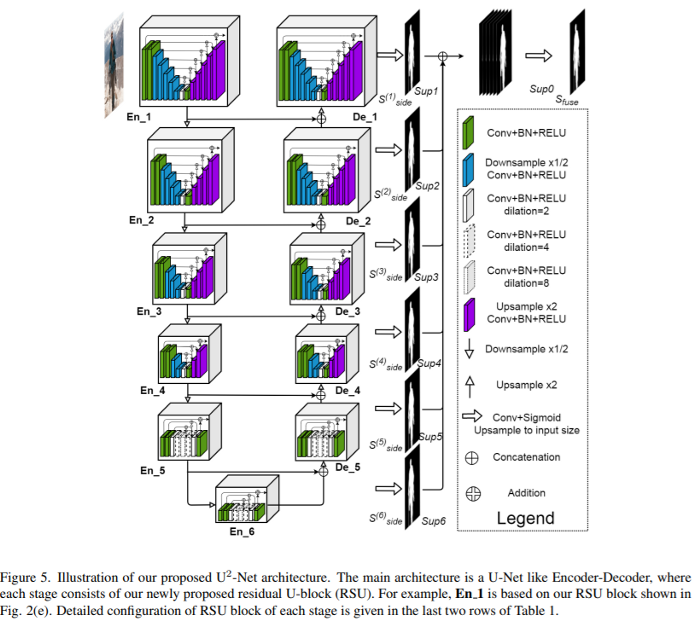 En_1
De_1
S(1)side
Sup1
Sup0
Sfuse
En_2
De_2
S(2)side
Sup2
En_3
De_3
S(3)side
Sup3
En_4
De_4
S(4)side
Sup4
En_5
De_5
S(5)side
Sup5
En_6
S(6)side
Sup6
Conv+BN+RELU
Downsample x1/2
Conv+BN+RELU
Conv+BN+RELU
dilation=2
Conv+BN+RELU
dilation=4
Conv+BN+RELU
dilation=8
Upsample x2
Conv+BN+RELU
Downsample x1/2
Upsample x2
Conv+Sigmoid
Upsample to input size
Concatenation
Addition
Legend
Figure 5. Illustration of our proposed U²-Net architecture. The main architecture is a U-Net like Encoder-Decoder, where
each stage consists of our newly proposed residual U-block (RSU). For example, En_1 is based on our RSU block shown in
Fig. 2(e). Detailed configuration of RSU block of each stage is given in the last two rows of Table 1.